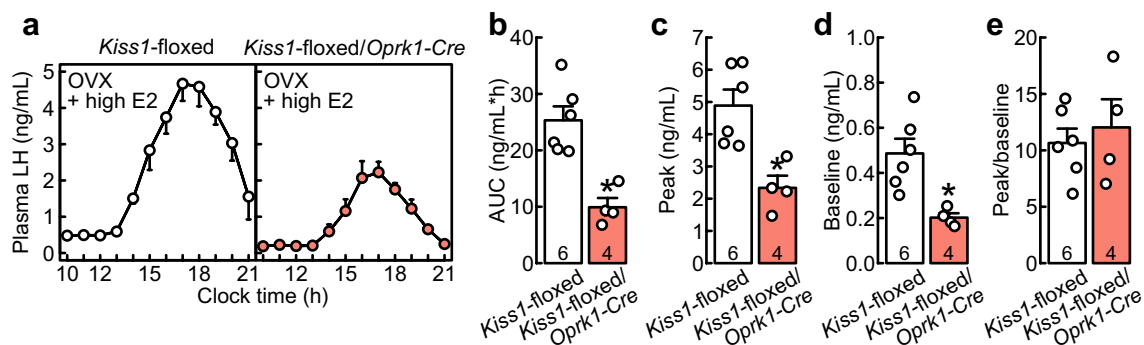 a
Kiss1-floxed
Kiss1-floxed/Oprk1-Cre
Plasma LH (ng/mL)
5
4
3
2
1
0
OVX
+ high E2
OVX
+ high E2
10 12 15 18 21
12 15 18 21
Clock time (h)
b
AUC (ng/mL*h)
40
30
20
10
0
*
6
4
Kiss1-floxed
Kiss1-floxed/
Oprk1-Cre
c
Peak (ng/mL)
7
6
5
4
3
2
1
0
*
6
4
Kiss1-floxed
Kiss1-floxed/
Oprk1-Cre
d
Baseline (ng/mL)
1.0
0.8
0.6
0.4
0.2
0.0
*
6
4
Kiss1-floxed
Kiss1-floxed/
Oprk1-Cre
e
Peak/baseline
20
15
10
5
0
6
4
Kiss1-floxed
Kiss1-floxed/
Oprk1-Cre